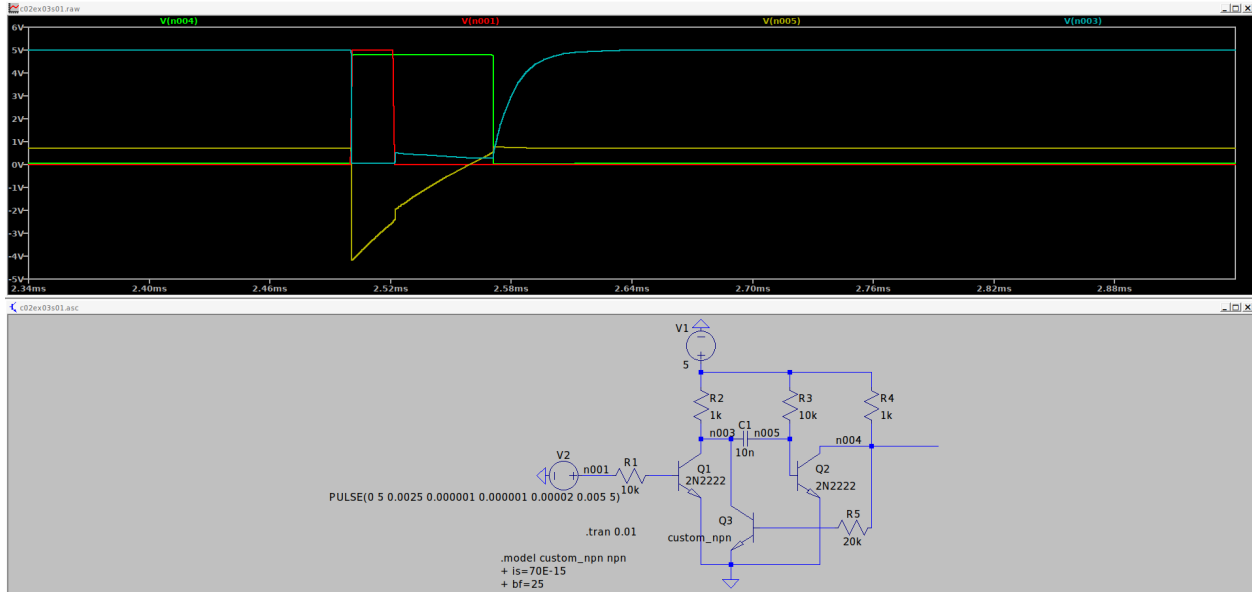 c02ex03s01.raw
V(n004) V(n001) V(n005) V(n003)
6V
5V
4V
3V
2V
1V
0V
-1V
-2V
-3V
-4V
-5V
2.34ms 2.40ms 2.46ms 2.52ms 2.58ms 2.64ms 2.70ms 2.76ms 2.82ms 2.88ms
c02ex03s01.asc
V1
5
R2
1k
R3
10k
R4
1k
n003
C1
10n
n005
n004
V2
n001
R1
10k
Q1
2N2222
Q2
2N2222
PULSE(0 5 0.0025 0.000001 0.000001 0.00002 0.005 5)
Q3
custom_npn
R5
20k
.tran 0.01
.model custom_npn npn
+ is=70E-15
+ bf=25